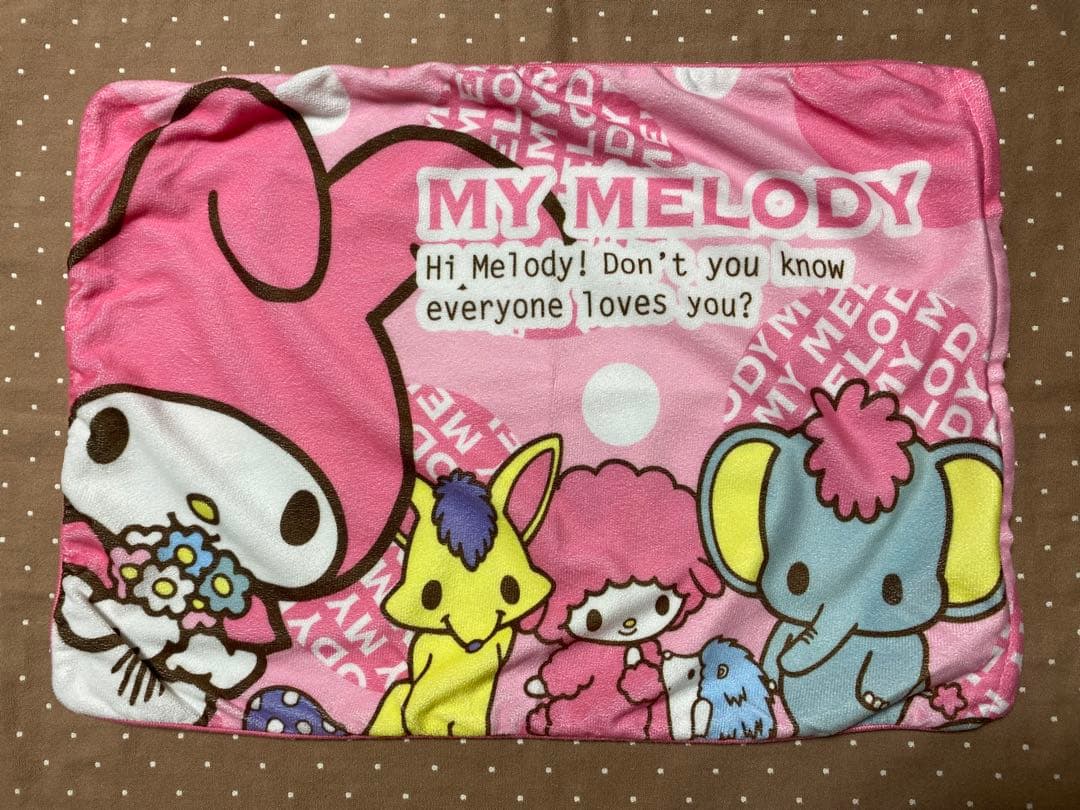 MY MELODY
Hi Melody! Don't you know
everyone loves you?